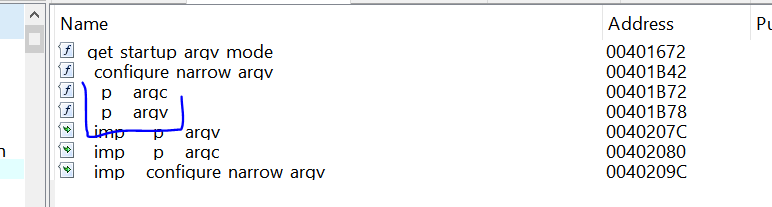 Name Address Pu
get startup argv mode 00401672
configure narrow argv 00401B42
p argc 00401B72
p argv 00401B78
imp p argv 0040207C
imp p argc 00402080
imp configure narrow argv 0040209C
n